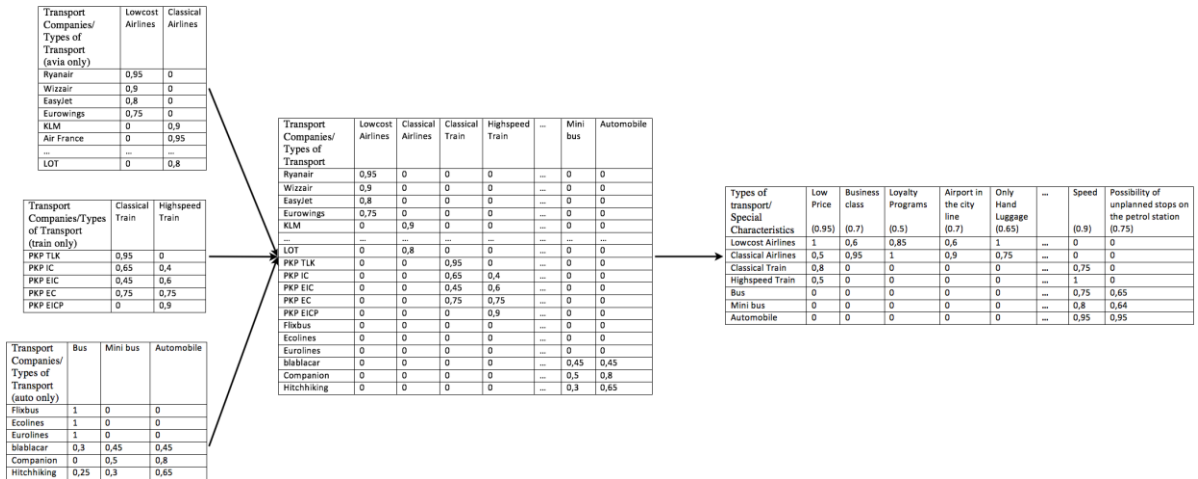 Transport Companies/ Types of Transport (avia only) Lowcost Airlines Classical Airlines
Ryanair 0,95 0
Wizzair 0,9 0
EasyJet 0,8 0
Eurowings 0,75 0
KLM 0 0,9
Air France 0 0,95
... ... ...
LOT 0 0,8
Transport Companies/Types of Transport (train only) Classical Train Highspeed Train
PKP TLK 0,95 0
PKP IC 0,65 0,4
PKP EIC 0,45 0,6
PKP EC 0,75 0,75
PKP EICP 0 0,9
Transport Companies/ Types of Transport (auto only) Bus Mini bus Automobile
Flixbus 1 0 0
Ecolines 1 0 0
Eurolines 1 0 0
blablacar 0,3 0,45 0,45
Companion 0 0,5 0,8
Hitchhiking 0,25 0,3 0,65
Transport Companies/ Types of Transport Lowcost Airlines Classical Airlines Classical Train Highspeed Train ... Mini bus Automobile
Ryanair 0,95 0 0 0 ... 0 0
Wizzair 0,9 0 0 0 ... 0 0
EasyJet 0,8 0 0 0 ... 0 0
Eurowings 0,75 0 0 0 ... 0 0
KLM 0 0,9 0 0 ... 0 0
... ... ... ... ... ... ... ...
LOT 0 0,8 0 0 ... 0 0
PKP TLK 0 0 0,95 0 ... 0 0
PKP IC 0 0 0,65 0,4 ... 0 0
PKP EIC 0 0 0,45 0,6 ... 0 0
PKP EC 0 0 0,75 0,75 ... 0 0
PKP EICP 0 0 0 0,9 ... 0 0
Flixbus 0 0 0 0 ... 0 0
Ecolines 0 0 0 0 ... 0 0
Eurolines 0 0 0 0 ... 0 0
blablacar 0 0 0 0 ... 0,45 0,45
Companion 0 0 0 0 ... 0,5 0,8
Hitchhiking 0 0 0 0 ... 0,3 0,65
Types of transport/ Special Characteristics Low Price (0.95) Business class (0.7) Loyalty Programs (0.5) Airport in the city line (0.7) Only Hand Luggage (0.65) ... Speed (0.9) Possibility of unplanned stops on the petrol station (0.75)
Lowcost Airlines 1 0,6 0,85 0,6 1 ... 0 0
Classical Airlines 0,5 0,95 1 0,9 0,75 ... 0 0
Classical Train 0,8 0 0 0 0 ... 0,75 0
Highspeed Train 0,5 0 0 0 0 ... 1 0
Bus 0 0 0 0 0 ... 0,75 0,65
Mini bus 0 0 0 0 0 ... 0,8 0,64
Automobile 0 0 0 0 0 ... 0,95 0,95